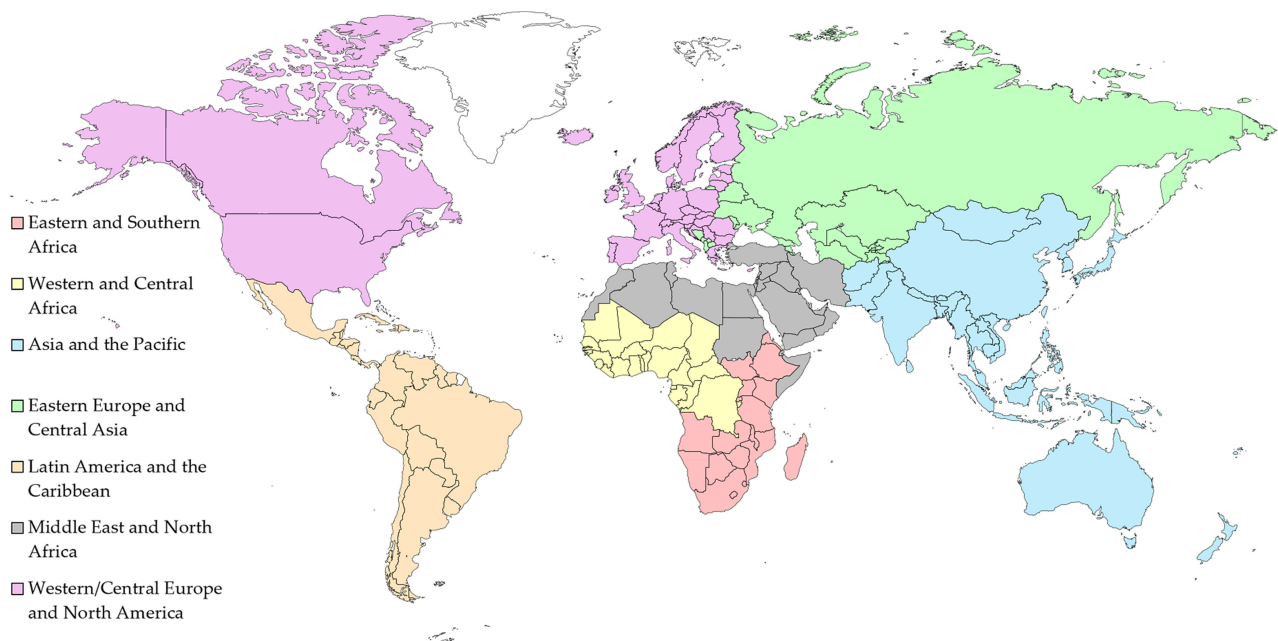 Eastern and Southern
Africa
Western and Central
Africa
Asia and the Pacific
Eastern Europe and
Central Asia
Latin America and the
Caribbean
Middle East and North
Africa
Western/Central Europe
and North America